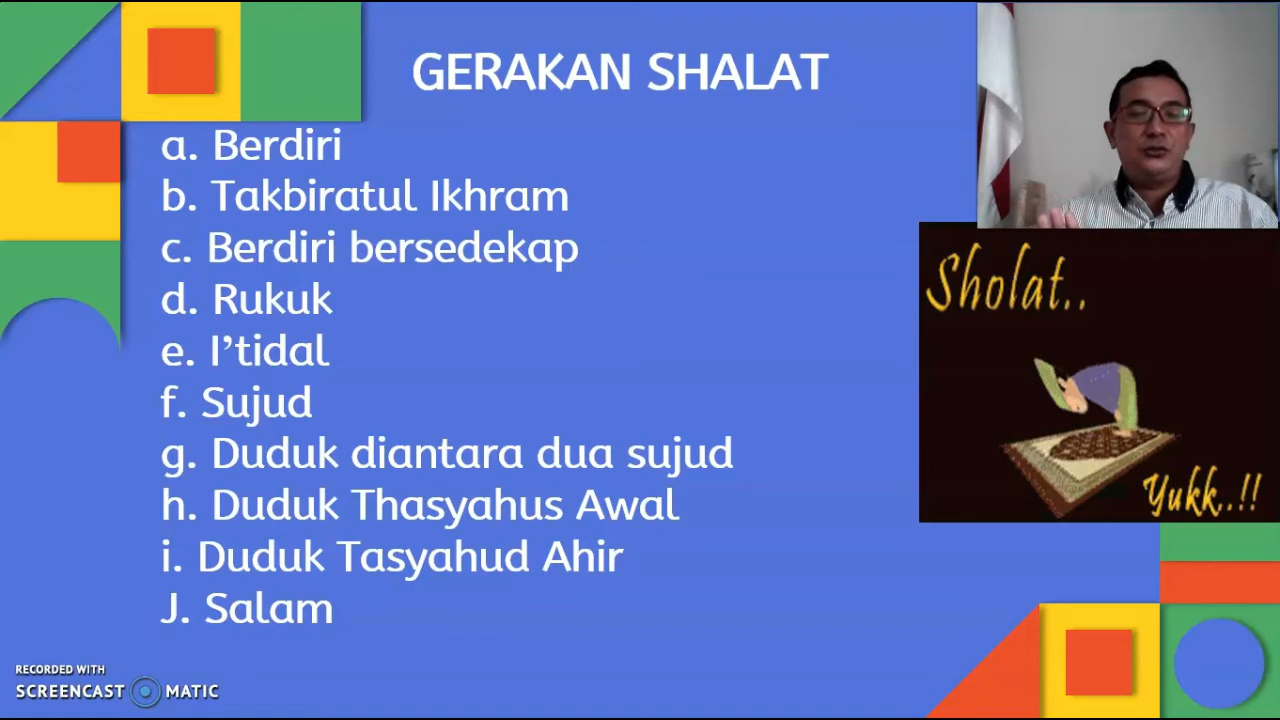 GERAKAN SHALAT
a. Berdiri
b. Takbiratul Ikhram
c. Berdiri bersedekap
d. Rukuk
e. I’tidal
f. Sujud
g. Duduk diantara dua sujud
h. Duduk Thasyahus Awal
i. Duduk Tasyahud Ahir
J. Salam
Sholat..
Yukk..!!
RECORDED WITH
SCREENCAST MATIC